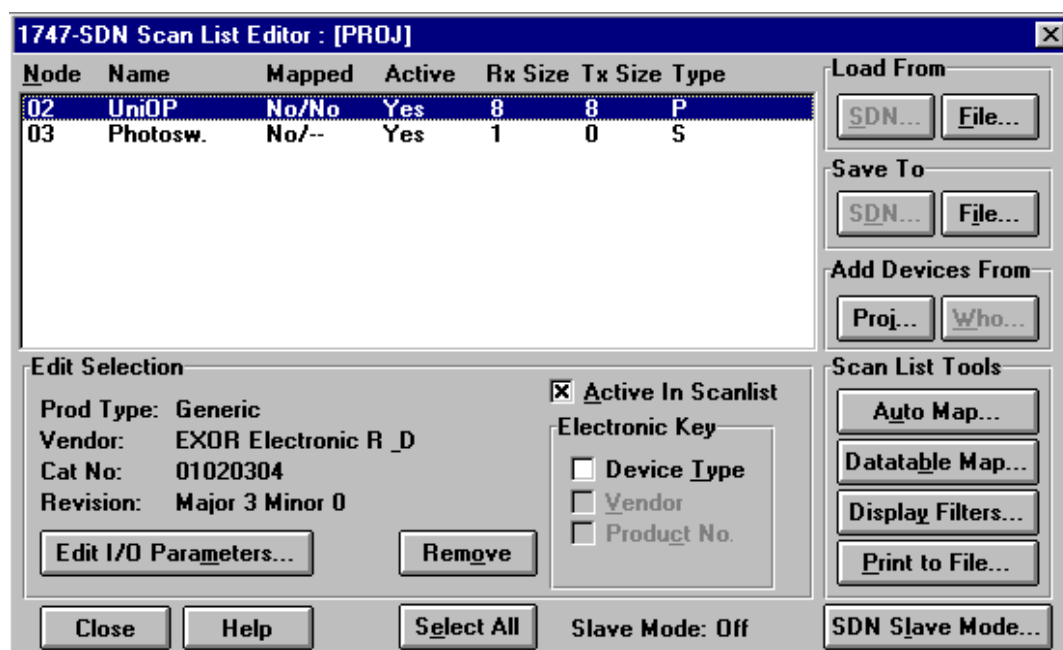 1747-SDN Scan List Editor : [PROJ]
Node Name Mapped Active Rx Size Tx Size Type
02 UniOP No/No Yes 8 8 P
03 Photosw. No/-- Yes 1 0 S
Load From
SDN... File...
Save To
SDN... File...
Add Devices From
Proj... Who...
Edit Selection
Prod Type: Generic
Vendor: EXOR Electronic R _D
Cat No: 01020304
Revision: Major 3 Minor 0
Edit I/O Parameters... Remove
Active In Scanlist
Electronic Key
Device Type
Vendor
Product No.
Scan List Tools
Auto Map...
Datatable Map...
Display Filters...
Print to File...
Close Help Select All Slave Mode: Off SDN Slave Mode...